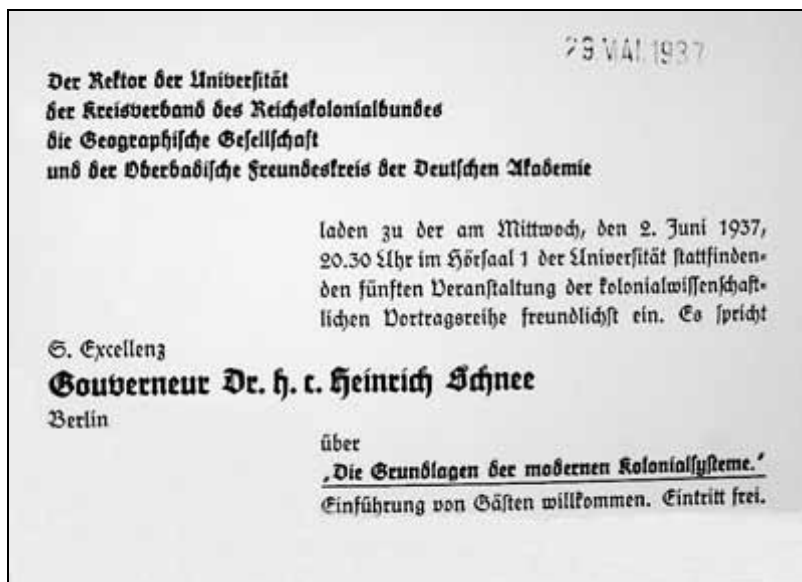 29 MAI. 1937
Der Rektor der Universität
der Kreisverband des Reichskolonialbundes
die Geographische Gesellschaft
und der Oberbadische Freundeskreis der Deutschen Akademie
laden zu der am Mittwoch, den 2. Juni 1937,
20.30 Uhr im Hörsaal 1 der Universität stattfinden-
den fünften Veranstaltung der kolonialwissenschaft-
lichen Vortragsreihe freundlichst ein. Es spricht
S. Excellenz
Gouverneur Dr. h. c. Heinrich Schnee
Berlin
über
‚Die Grundlagen der modernen Kolonialsysteme.‘
Einführung von Gästen willkommen. Eintritt frei.